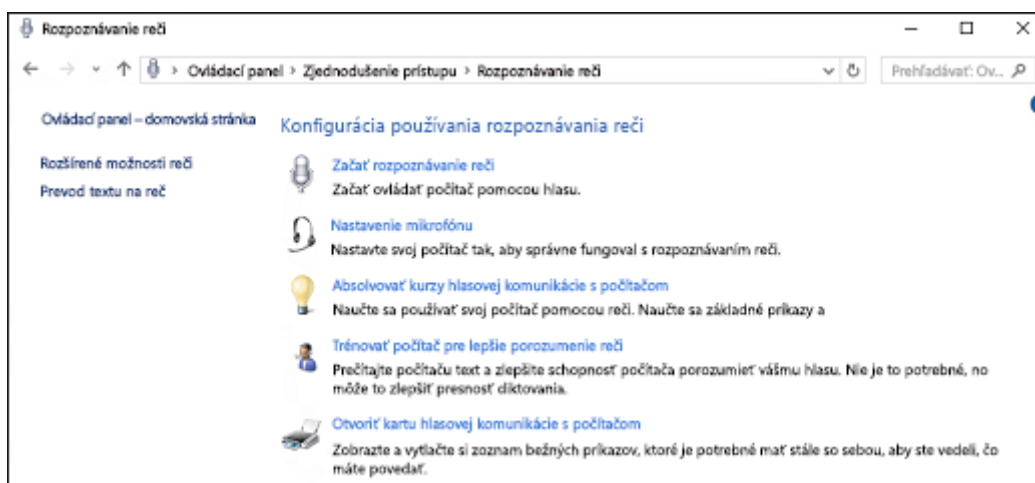 Rozpoznávanie reči
Ovládací panel > Zjednodušenie prístupu > Rozpoznávanie reči
Prehľadávať: Ov...
Ovládací panel – domovská stránka
Rozšírené možnosti reči
Prevod textu na reč
Konfigurácia používania rozpoznávania reči
Začať rozpoznávanie reči
Začať ovládať počítač pomocou hlasu.
Nastavenie mikrofónu
Nastavte svoj počítač tak, aby správne fungoval s rozpoznávaním reči.
Absolvovať kurzy hlasovej komunikácie s počítačom
Naučte sa používať svoj počítač pomocou reči. Naučte sa základné príkazy a
Trénovať počítač pre lepšie porozumenie reči
Prečítajte počítaču text a zlepšite schopnosť počítača porozumieť vášmu hlasu. Nie je to potrebné, no
môže to zlepšiť presnosť diktovania.
Otvoriť kartu hlasovej komunikácie s počítačom
Zobrazte a vytlačte si zoznam bežných príkazov, ktoré je potrebné mať stále so sebou, aby ste vedeli, čo
máte povedať.